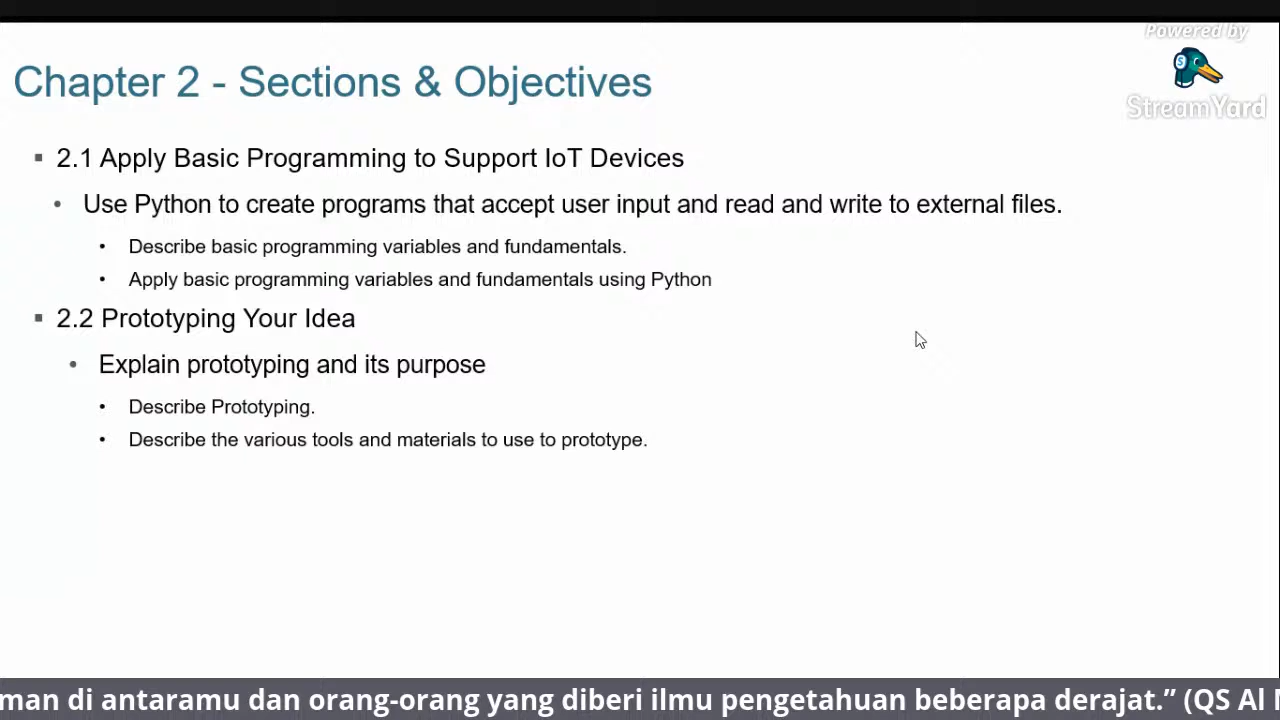 Powered by
StreamYard
Chapter 2 - Sections & Objectives
2.1 Apply Basic Programming to Support IoT Devices
Use Python to create programs that accept user input and read and write to external files.
Describe basic programming variables and fundamentals.
Apply basic programming variables and fundamentals using Python
2.2 Prototyping Your Idea
Explain prototyping and its purpose
Describe Prototyping.
Describe the various tools and materials to use to prototype.
man di antaramu dan orang-orang yang diberi ilmu pengetahuan beberapa derajat.” (QS Al